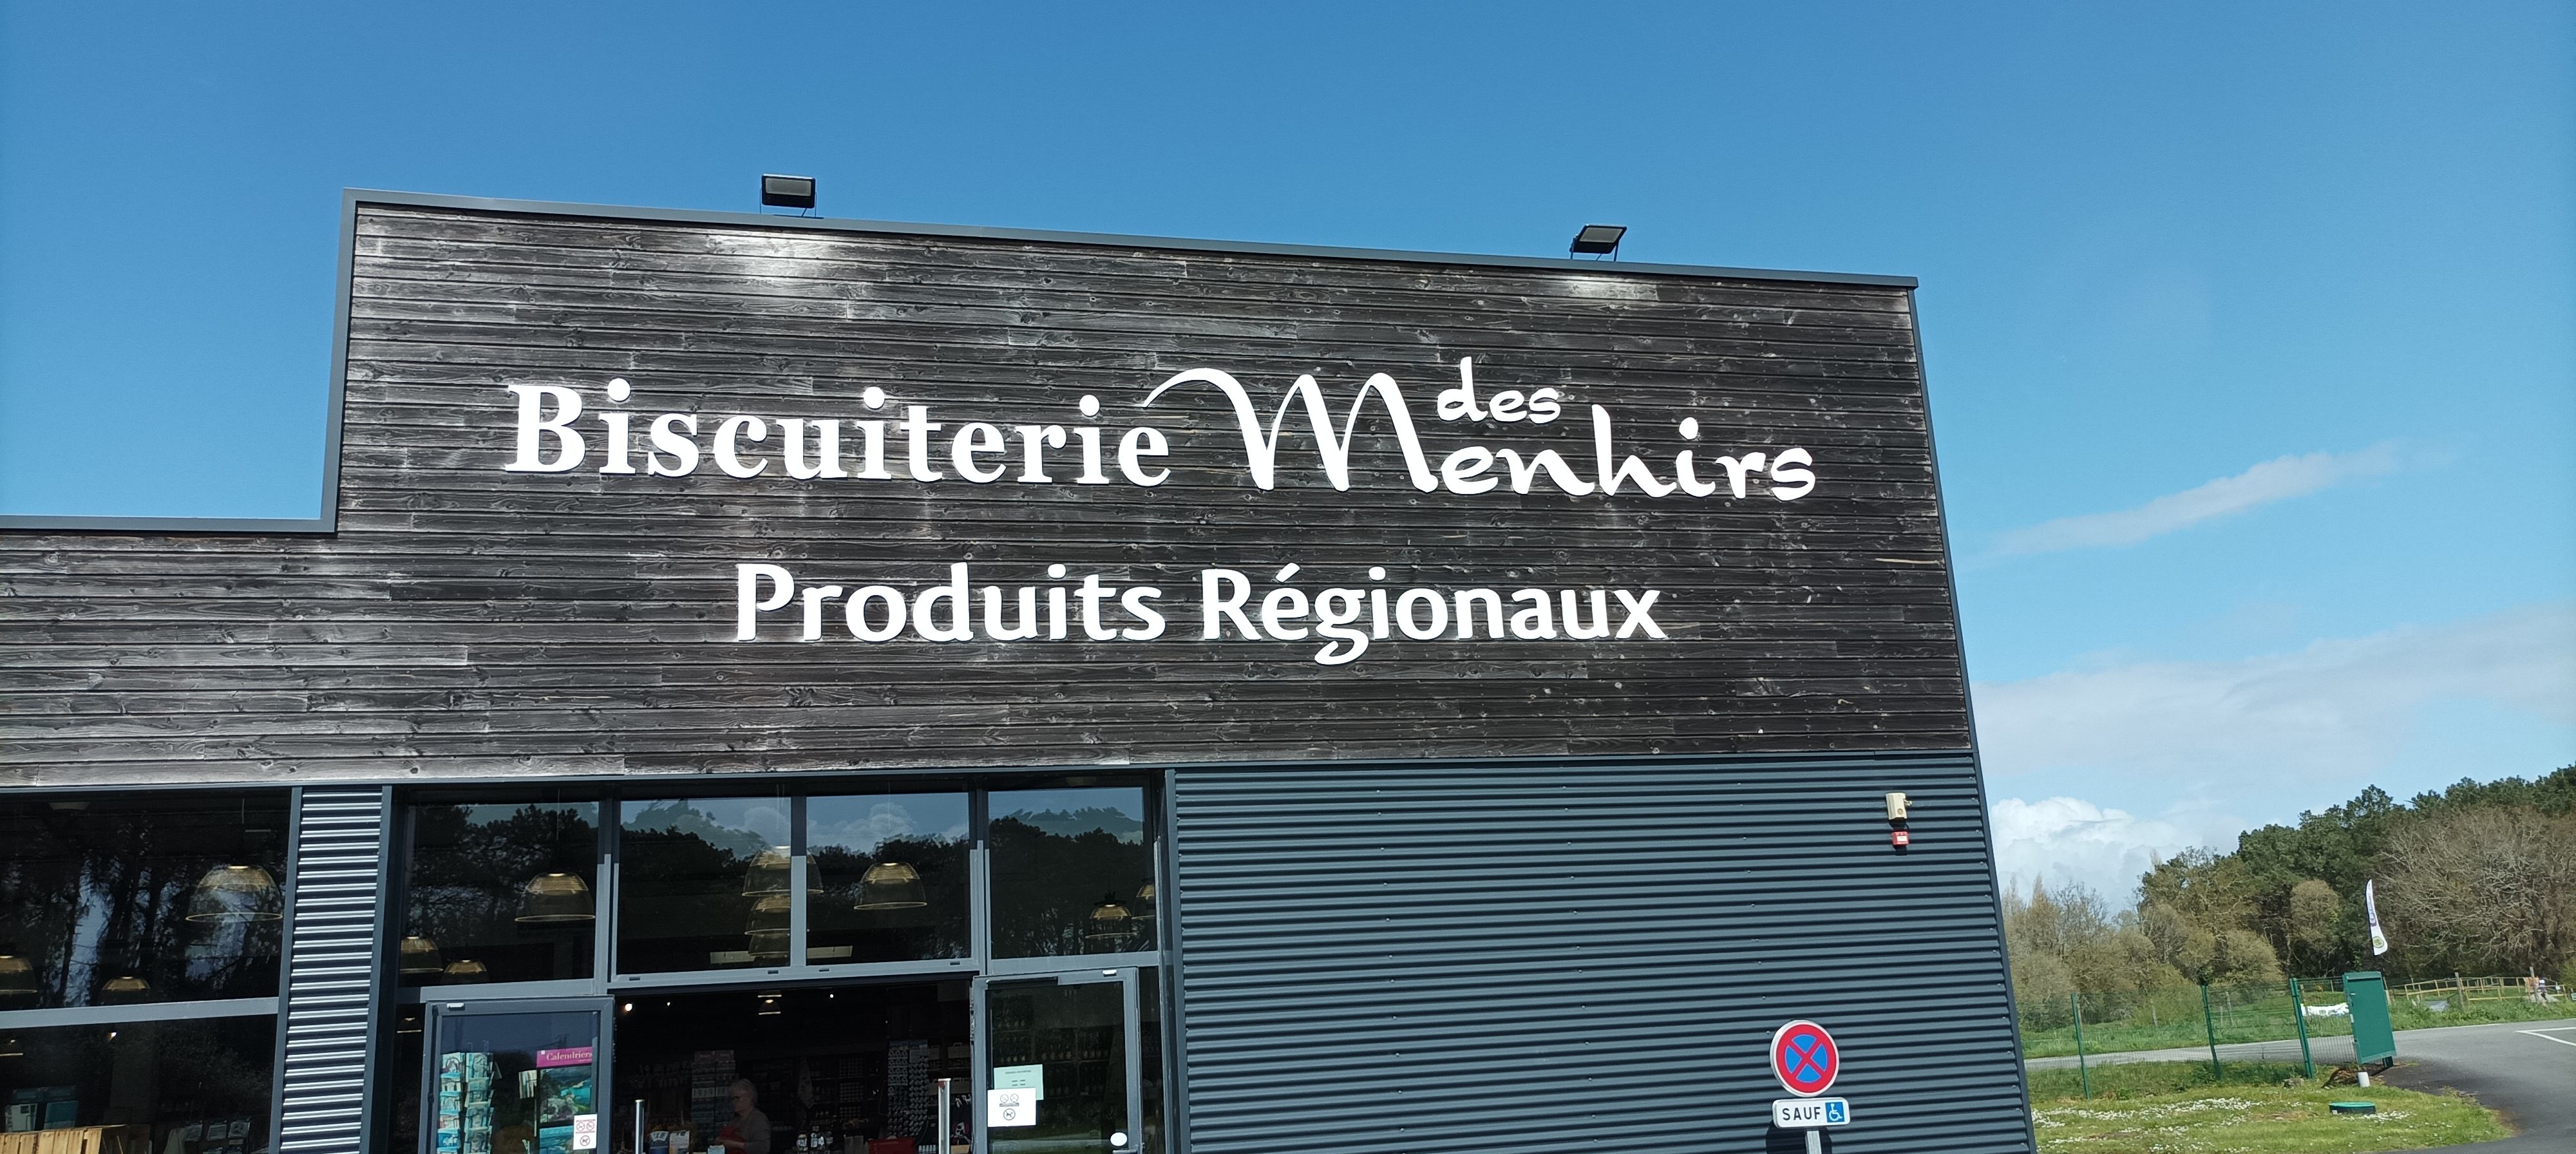 Biscuiterie des Menhirs
Produits Régionaux
Calendriers
SAUF